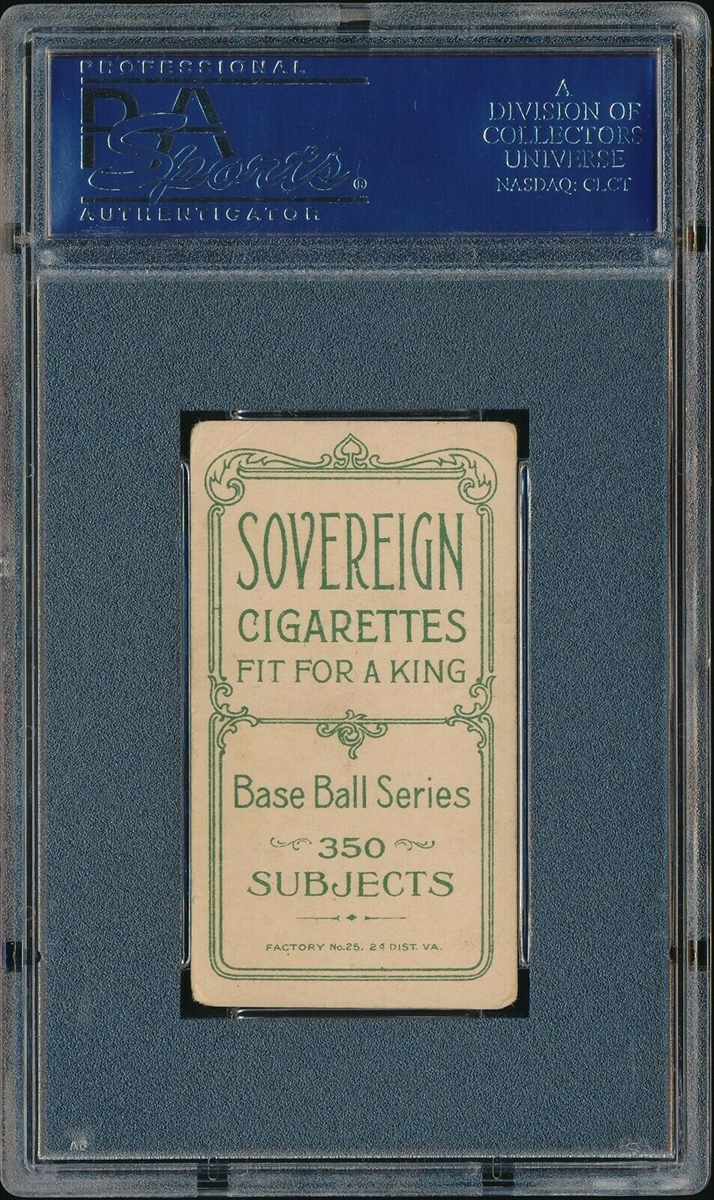 PROFESSIONAL
PSA
Sports®
AUTHENTICATOR
A
DIVISION OF
COLLECTORS
UNIVERSE
NASDAQ: CLCT
SOVEREIGN
CIGARETTES
FIT FOR A KING
Base Ball Series
350
SUBJECTS
FACTORY No.25. 2d DIST. VA.